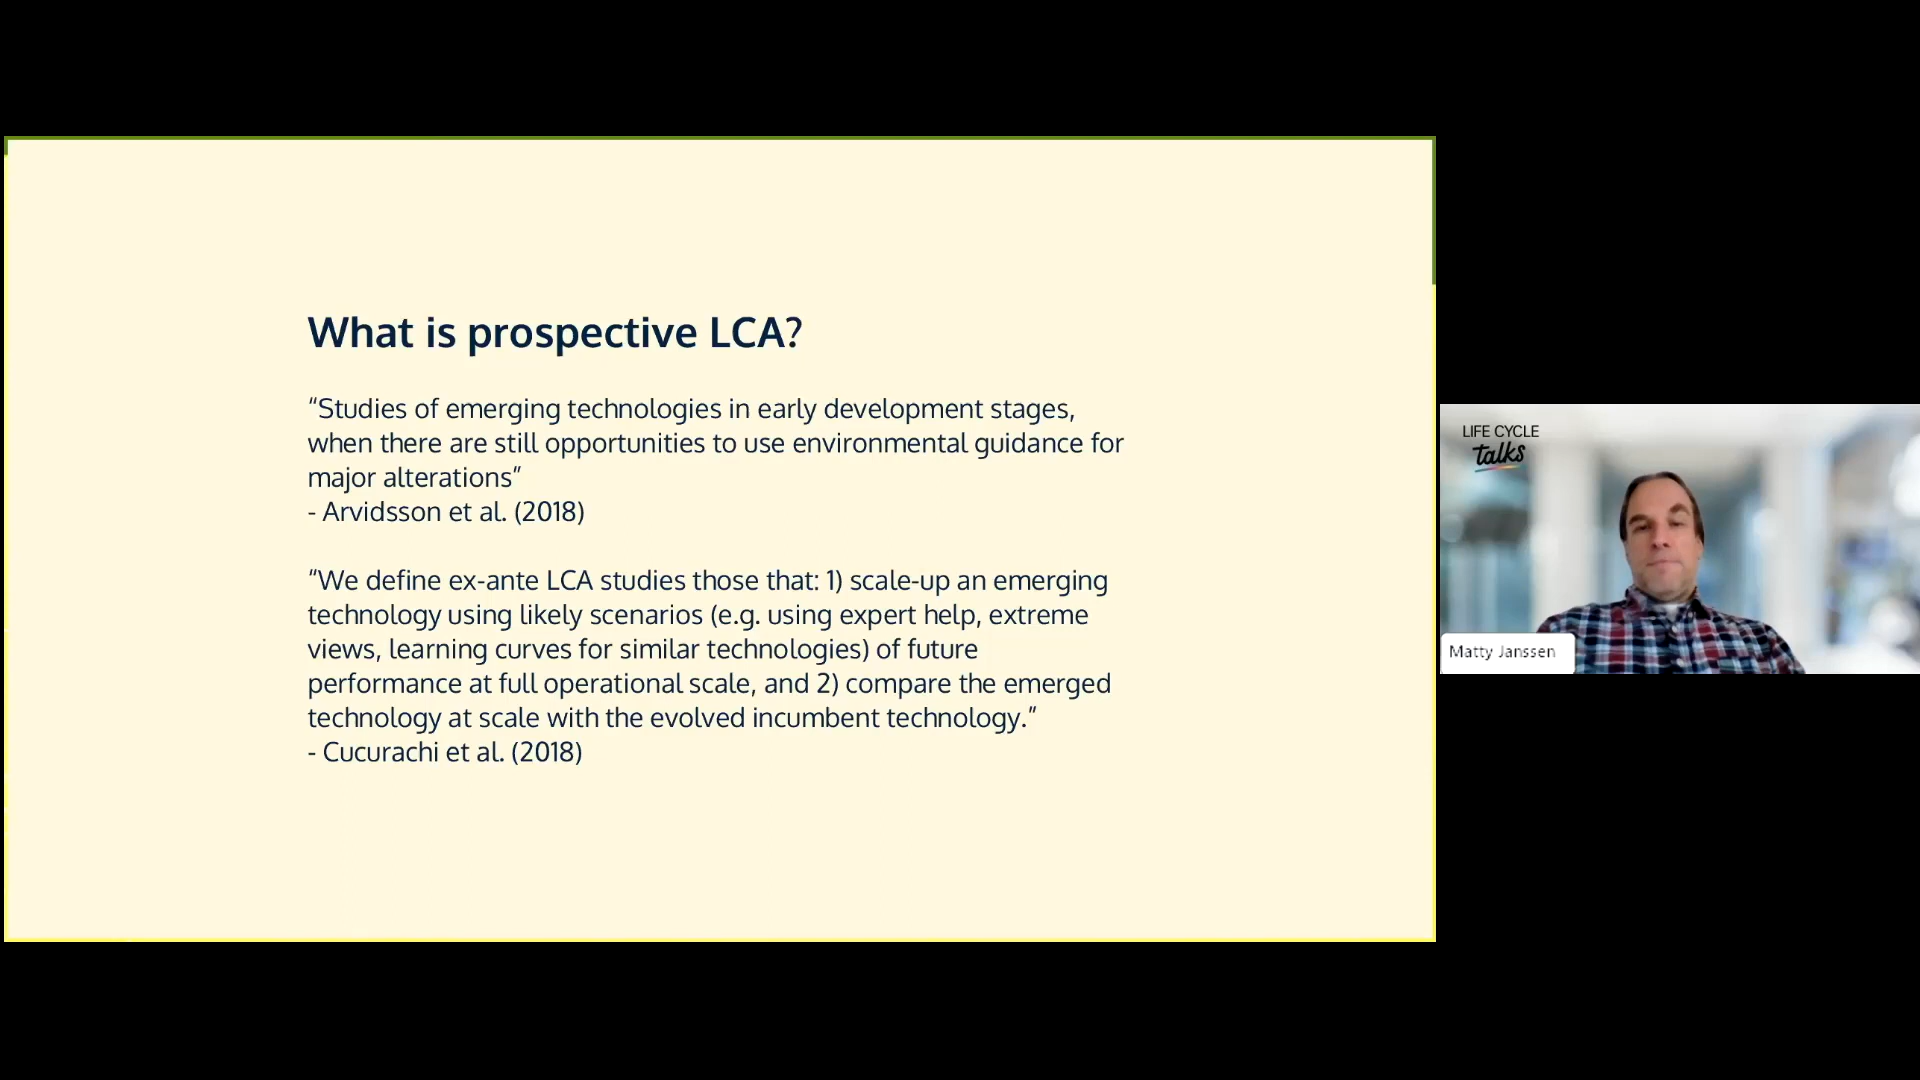 What is prospective LCA?
“Studies of emerging technologies in early development stages,
when there are still opportunities to use environmental guidance for
major alterations”
- Arvidsson et al. (2018)
“We define ex-ante LCA studies those that: 1) scale-up an emerging
technology using likely scenarios (e.g. using expert help, extreme
views, learning curves for similar technologies) of future
performance at full operational scale, and 2) compare the emerged
technology at scale with the evolved incumbent technology.”
- Cucurachi et al. (2018)
LIFE CYCLE
talks
Matty Janssen